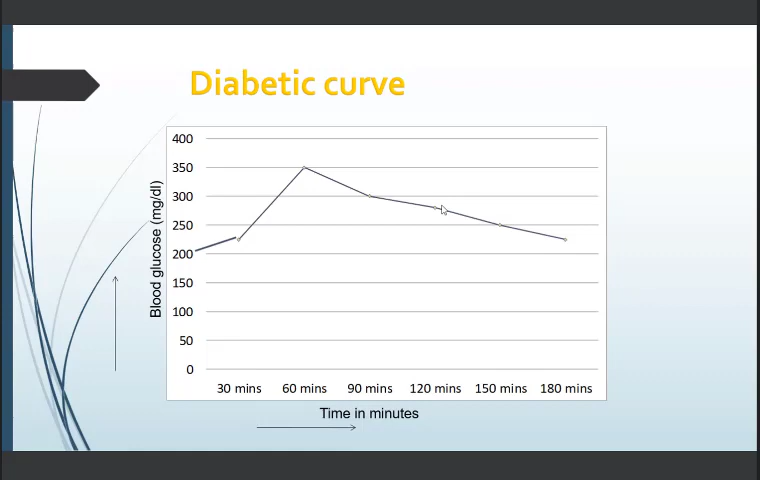 Diabetic curve
400
350
300
250
200
150
100
50
0
Blood glucose (mg/dl)
30 mins 60 mins 90 mins 120 mins 150 mins 180 mins
Time in minutes